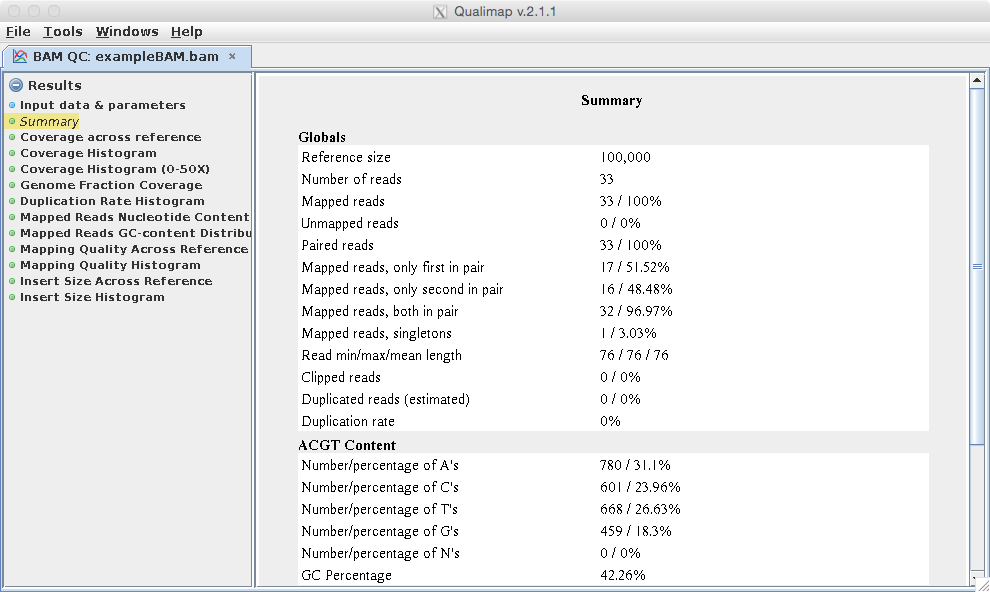 Qualimap v.2.1.1
File Tools Windows Help
BAM QC: exampleBAM.bam ×
Results
Input data & parameters
Summary
Coverage across reference
Coverage Histogram
Coverage Histogram (0-50X)
Genome Fraction Coverage
Duplication Rate Histogram
Mapped Reads Nucleotide Content
Mapped Reads GC-content Distribu
Mapping Quality Across Reference
Mapping Quality Histogram
Insert Size Across Reference
Insert Size Histogram
Summary
Globals
Reference size 100,000
Number of reads 33
Mapped reads 33 / 100%
Unmapped reads 0 / 0%
Paired reads 33 / 100%
Mapped reads, only first in pair 17 / 51.52%
Mapped reads, only second in pair 16 / 48.48%
Mapped reads, both in pair 32 / 96.97%
Mapped reads, singletons 1 / 3.03%
Read min/max/mean length 76 / 76 / 76
Clipped reads 0 / 0%
Duplicated reads (estimated) 0 / 0%
Duplication rate 0%
ACGT Content
Number/percentage of A's 780 / 31.1%
Number/percentage of C's 601 / 23.96%
Number/percentage of T's 668 / 26.63%
Number/percentage of G's 459 / 18.3%
Number/percentage of N's 0 / 0%
GC Percentage 42.26%